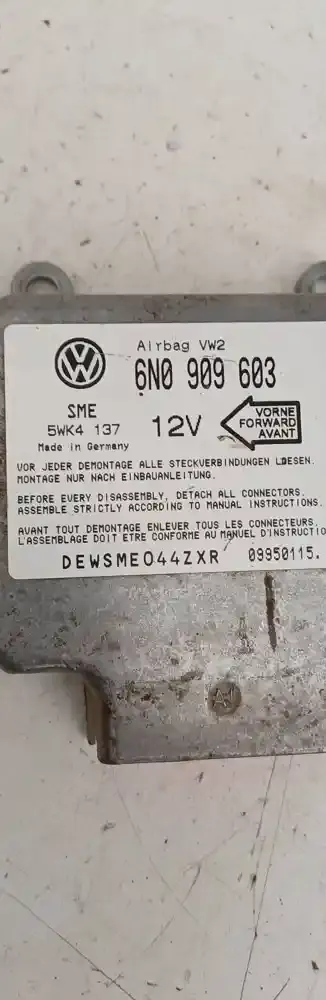 Airbag VW2
6N0 909 603
SME
5WK4 137
Made in Germany
12V
VORNE
FORWARD
AVANT
VOR JEDER DEMONTAGE ALLE STECKVERBINDUNGEN LOESEN.
MONTAGE NUR NACH EINBAUANLEITUNG.
BEFORE EVERY DISASSEMBLY, DETACH ALL CONNECTORS.
ASSEMBLE STRICTLY ACCORDING TO MANUAL INSTRUCTIONS.
AVANT TOUT DEMONTAGE ENLEVER TOUS LES CONNECTEURS.
L'ASSEMBLAGE DOIT ETRE CONFORME AU MANUEL D'INSTRUCTIO
DEWSME044ZXR 09950115.